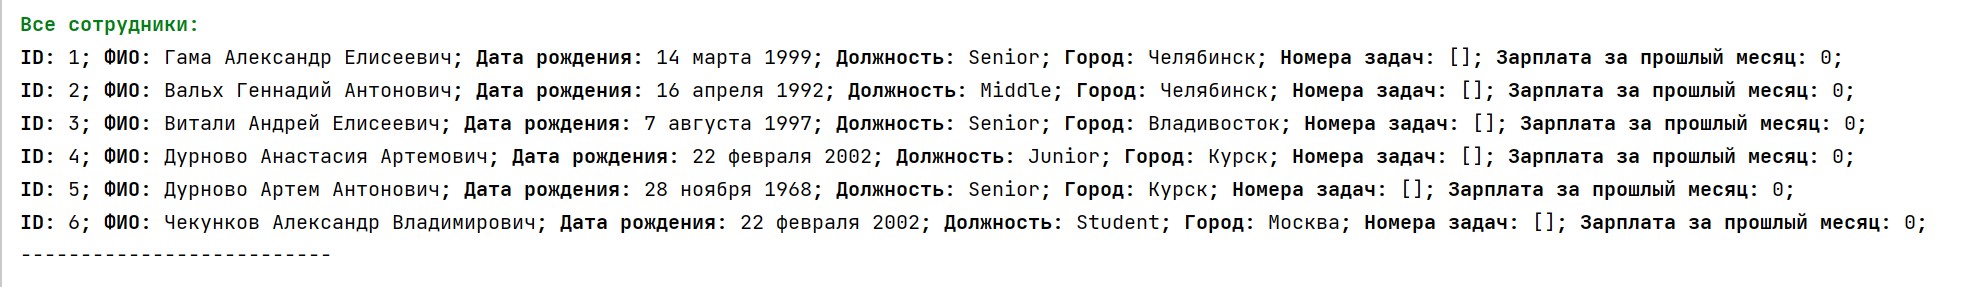 Все сотрудники:
ID: 1; ФИО: Гама Александр Елисеевич; Дата рождения: 14 марта 1999; Должность: Senior; Город: Челябинск; Номера задач: []; Зарплата за прошлый месяц: 0;
ID: 2; ФИО: Вальх Геннадий Антонович; Дата рождения: 16 апреля 1992; Должность: Middle; Город: Челябинск; Номера задач: []; Зарплата за прошлый месяц: 0;
ID: 3; ФИО: Витали Андрей Елисеевич; Дата рождения: 7 августа 1997; Должность: Senior; Город: Владивосток; Номера задач: []; Зарплата за прошлый месяц: 0;
ID: 4; ФИО: Дурново Анастасия Артемович; Дата рождения: 22 февраля 2002; Должность: Junior; Город: Курск; Номера задач: []; Зарплата за прошлый месяц: 0;
ID: 5; ФИО: Дурново Артем Антонович; Дата рождения: 28 ноября 1968; Должность: Senior; Город: Курск; Номера задач: []; Зарплата за прошлый месяц: 0;
ID: 6; ФИО: Чекунков Александр Владимирович; Дата рождения: 22 февраля 2002; Должность: Student; Город: Москва; Номера задач: []; Зарплата за прошлый месяц: 0;
--------------------------